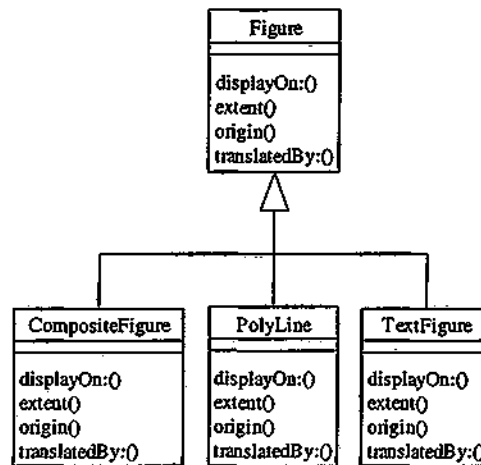 Figure
displayOn:()
extent()
origin()
translatedBy:()
CompositeFigure
displayOn:()
extent()
origin()
translatedBy:()
PolyLine
displayOn:()
extent()
origin()
translatedBy:()
TextFigure
displayOn:()
extent()
origin()
translatedBy:()